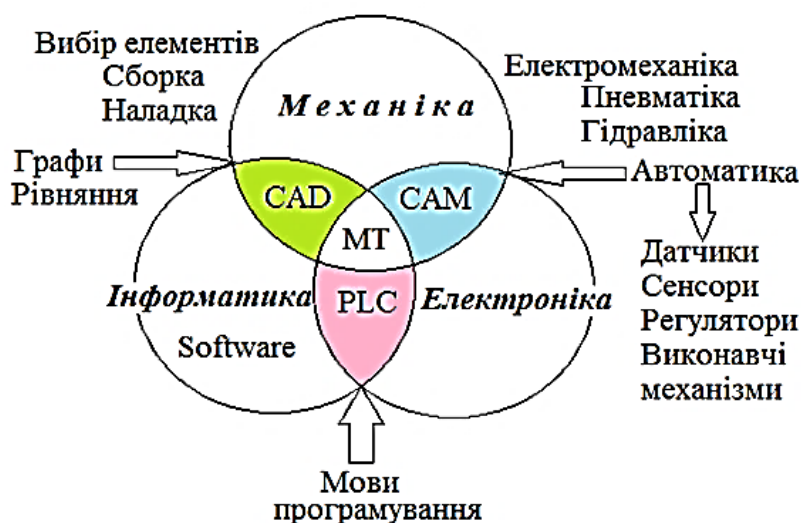 Вибір елементів
Сборка
Наладка
Механіка
Електромеханіка
Пневматіка
Гідравліка
Графи
Рівняння
Автоматика
CAD
CAM
МТ
Датчики
Сенсори
Регулятори
Виконавчі
механізми
Інформатика
PLC
Електроніка
Software
Мови
програмування